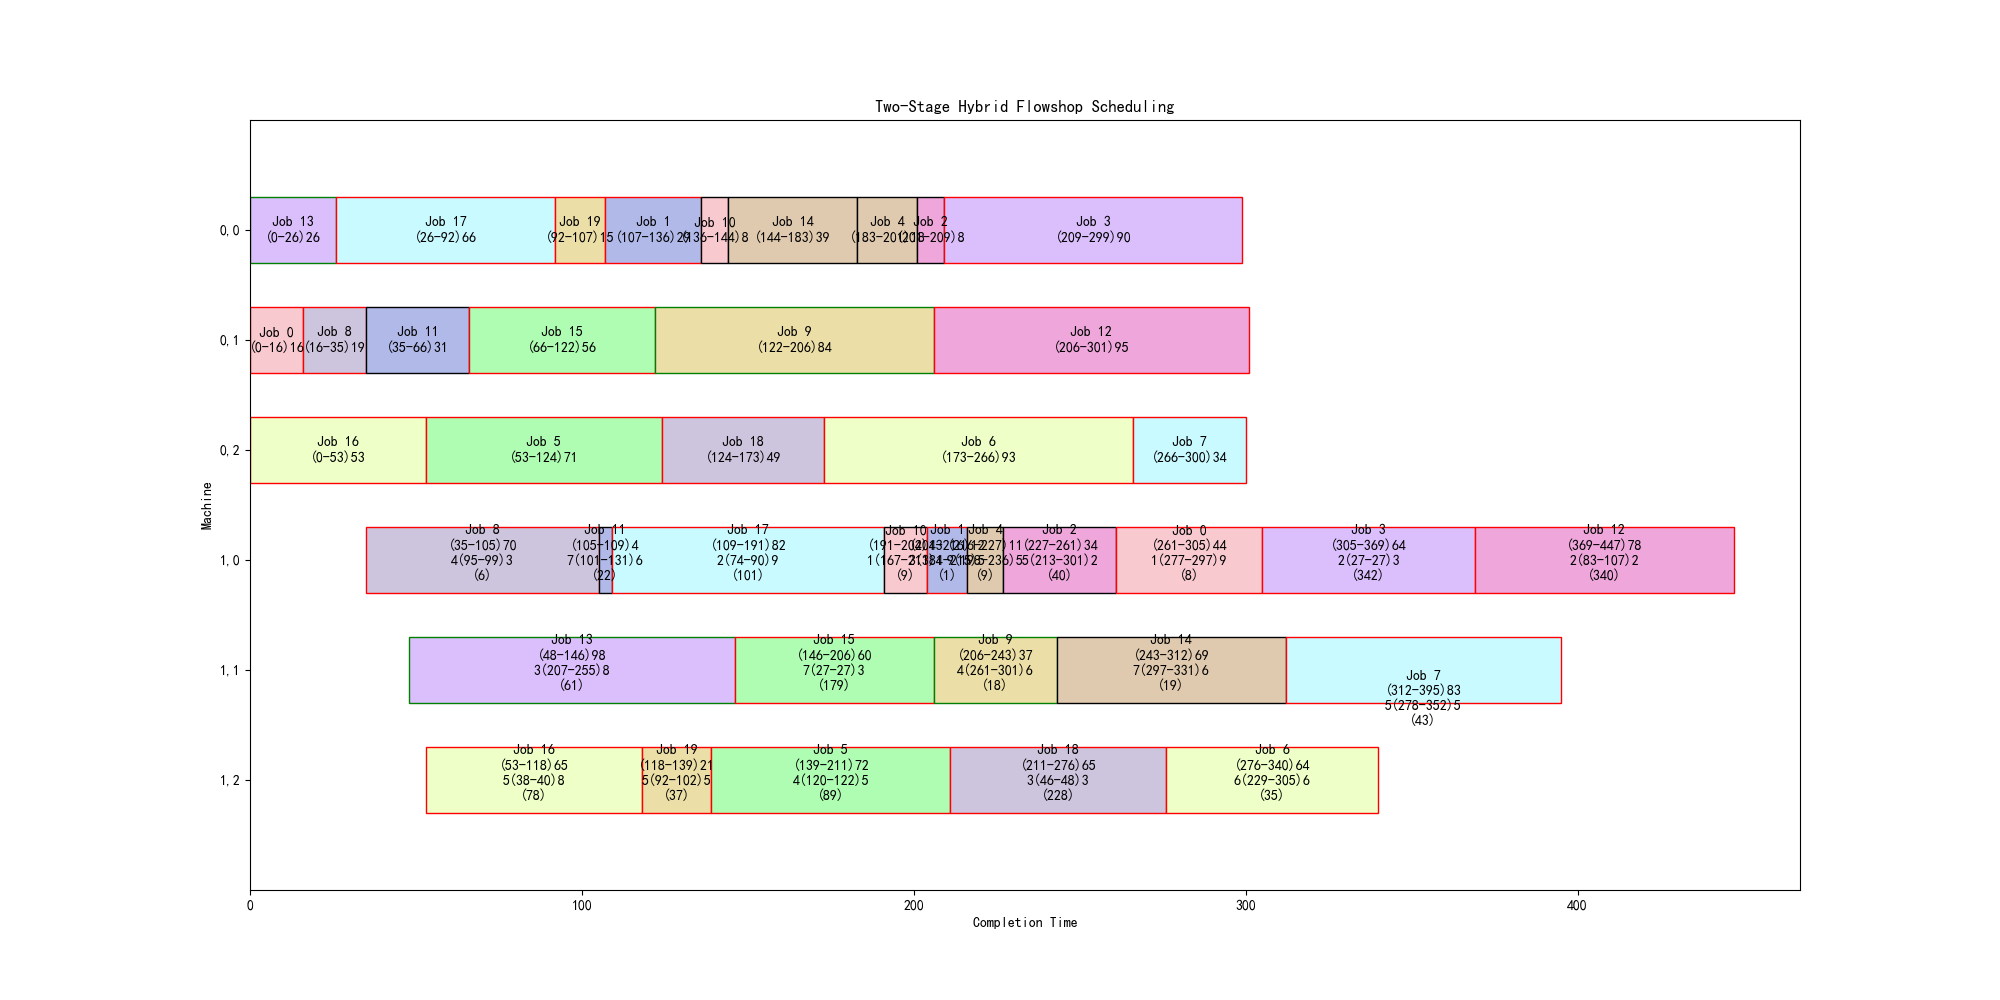 Two-Stage Hybrid Flowshop Scheduling
Machine
0,0
Job 13
(0-26)26
Job 17
(26-92)66
Job 19
(92-107)15
Job 1
(107-136)29
Job 10
(136-144)8
Job 14
(144-183)39
Job 4
(183-201)18
Job 2
(201-209)8
Job 3
(209-299)90
0,1
Job 0
(0-16)16
Job 8
(16-35)19
Job 11
(35-66)31
Job 15
(66-122)56
Job 9
(122-206)84
Job 12
(206-301)95
0,2
Job 16
(0-53)53
Job 5
(53-124)71
Job 18
(124-173)49
Job 6
(173-266)93
Job 7
(266-300)34
1,0
Job 8
(35-105)70
4(95-99)3
(6)
Job 11
(105-109)4
7(101-131)6
(22)
Job 17
(109-191)82
2(74-90)9
(101)
Job 10
(9)
Job 1
(1)
Job 4
(216-227)11
(9)
Job 2
(227-261)34
5(213-301)2
(40)
Job 0
(261-305)44
1(277-297)9
(8)
Job 3
(305-369)64
2(27-27)3
(342)
Job 12
(369-447)78
2(83-107)2
(340)
1,1
Job 13
(48-146)98
3(207-255)8
(61)
Job 15
(146-206)60
7(27-27)3
(179)
Job 9
(206-243)37
4(261-301)6
(18)
Job 14
(243-312)69
7(297-331)6
(19)
Job 7
(312-395)83
5(278-352)5
(43)
1,2
Job 16
(53-118)65
5(38-40)8
(78)
Job 19
(118-139)21
5(92-102)5
(37)
Job 5
(139-211)72
4(120-122)5
(89)
Job 18
(211-276)65
3(46-48)3
(228)
Job 6
(276-340)64
6(229-305)6
(35)
0
100
200
300
400
Completion Time